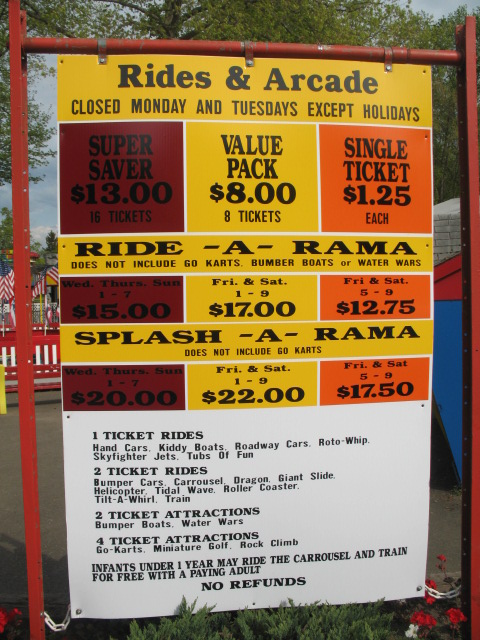 Rides & Arcade
CLOSED MONDAY AND TUESDAYS EXCEPT HOLIDAYS
SUPER SAVER
$13.00
16 TICKETS
VALUE PACK
$8.00
8 TICKETS
SINGLE TICKET
$1.25
EACH
RIDE -A- RAMA
DOES NOT INCLUDE GO KARTS, BUMBER BOATS or WATER WARS
Wed. Thurs. Sun
1 - 7
$15.00
Fri. & Sat.
1 - 9
$17.00
Fri & Sat.
5 - 9
$12.75
SPLASH -A- RAMA
DOES NOT INCLUDE GO KARTS
Wed. Thurs. Sun
1 - 7
$20.00
Fri. & Sat.
1 - 9
$22.00
Fri & Sat.
5 - 9
$17.50
1 TICKET RIDES
Hand Cars, Kiddy Boats, Roadway Cars, Roto-Whip,
Skyfighter Jets, Tubs Of Fun
2 TICKET RIDES
Bumper Cars, Carrousel, Dragon, Giant Slide,
Helicopter, Tidal Wave, Roller Coaster,
Tilt-A-Whirl, Train
2 TICKET ATTRACTIONS
Bumper Boats, Water Wars
4 TICKET ATTRACTIONS
Go-Karts, Miniature Golf, Rock Climb
INFANTS UNDER 1 YEAR MAY RIDE THE CARROUSEL AND TRAIN
FOR FREE WITH A PAYING ADULT
NO REFUNDS